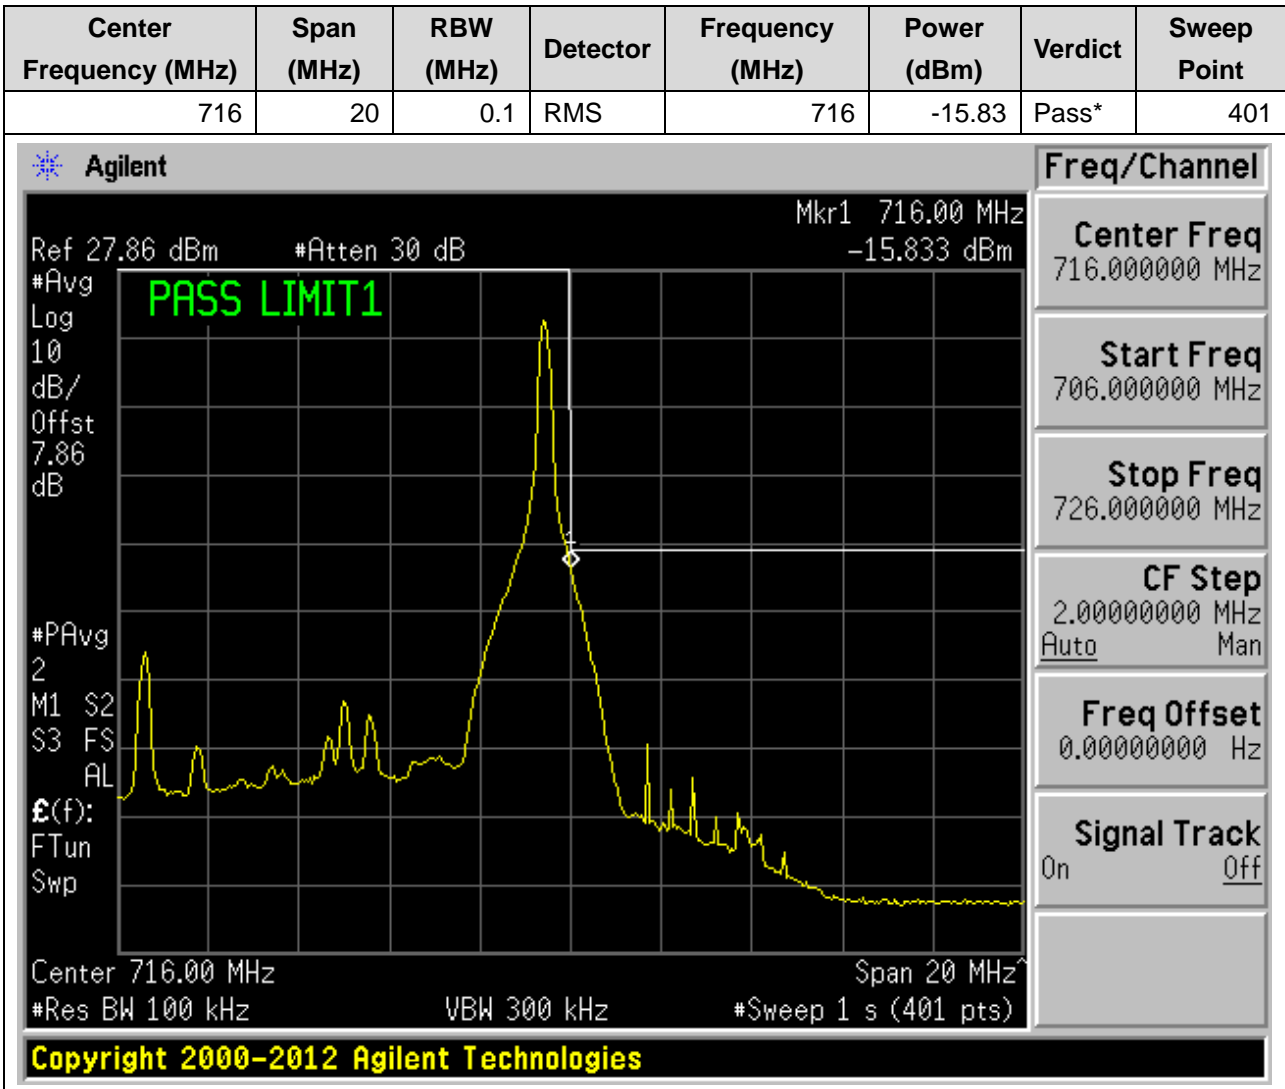 Center Frequency (MHz) Span (MHz) RBW (MHz) Detector Frequency (MHz) Power (dBm) Verdict Sweep Point
716 20 0.1 RMS 716 -15.83 Pass* 401
Agilent
Freq/Channel
Mkr1 716.00 MHz
Ref 27.86 dBm #Atten 30 dB -15.833 dBm
#Avg
Log
10
dB/
Offst
7.86
dB
PASS LIMIT1
1
#PAvg
2
M1 S2
S3 FS
AL
£(f):
FTun
Swp
Center 716.00 MHz Span 20 MHz^
#Res BW 100 kHz VBW 300 kHz #Sweep 1 s (401 pts)
Center Freq
716.000000 MHz
Start Freq
706.000000 MHz
Stop Freq
726.000000 MHz
CF Step
2.00000000 MHz
Auto Man
Freq Offset
0.00000000 Hz
Signal Track
On Off
Copyright 2000-2012 Agilent Technologies